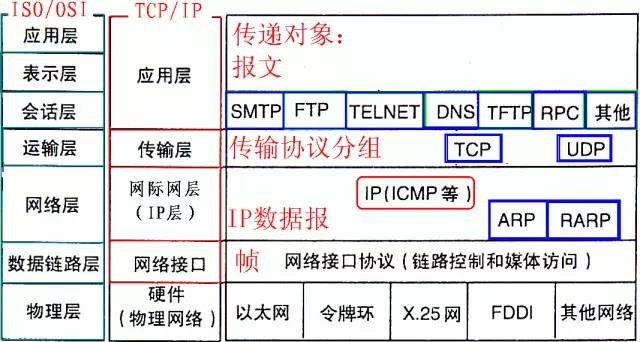 ISO/OSI TCP/IP
应用层
表示层
会话层
运输层
网络层
数据链路层
物理层
应用层
传输层
网际网层
(IP层)
网络接口
硬件
(物理网络)
传递对象:
报文
SMTP FTP TELNET DNS TFTP RPC 其他
传输协议分组 TCP UDP
IP(ICMP等)
IP数据报 ARP RARP
帧 网络接口协议(链路控制和媒体访问)
以太网 令牌环 X.25网 FDDI 其他网络